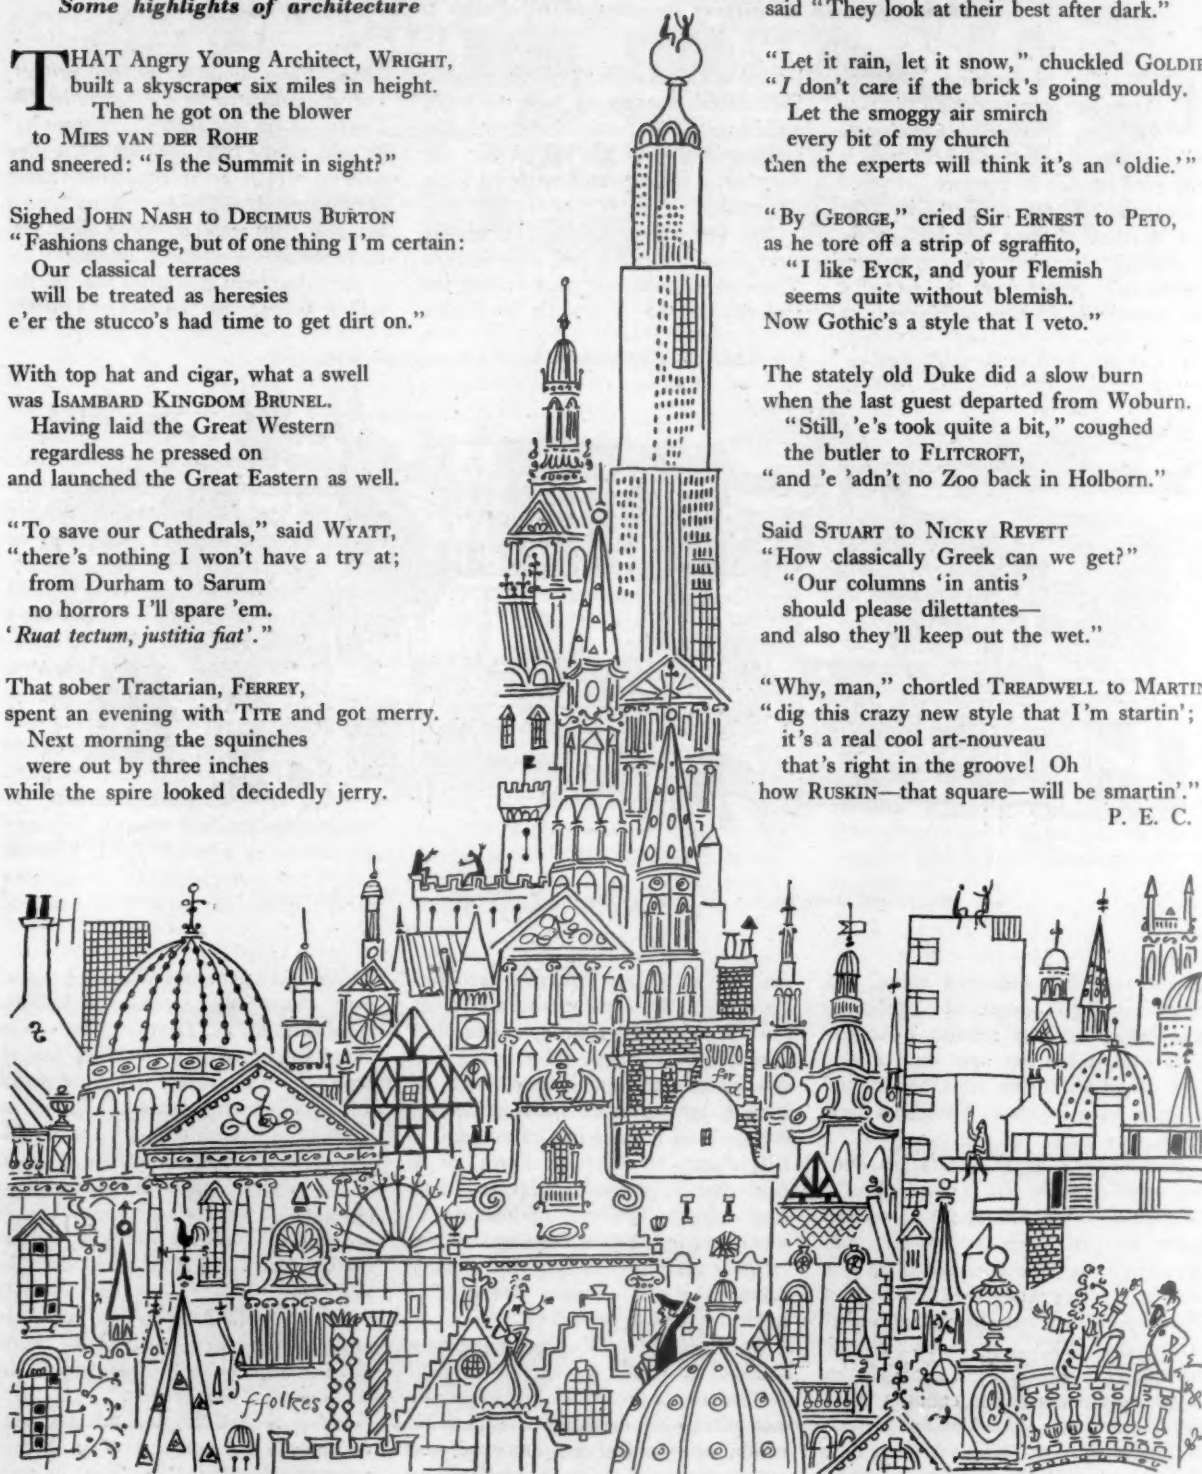 Some highlights of architecture
THAT Angry Young Architect, WRIGHT,
built a skyscraper six miles in height.
Then he got on the blower
to MIES VAN DER ROHE
and sneered: "Is the Summit in sight?"
Sighed JOHN NASH to DECIMUS BURTON
"Fashions change, but of one thing I'm certain:
Our classical terraces
will be treated as heresies
e'er the stucco's had time to get dirt on."
With top hat and cigar, what a swell
was ISAMBARD KINGDOM BRUNEL.
Having laid the Great Western
regardless he pressed on
and launched the Great Eastern as well.
"To save our Cathedrals," said WYATT,
"there's nothing I won't have a try at;
from Durham to Sarum
no horrors I'll spare 'em.
'Ruat tectum, justitia fiat'."
That sober Tractarian, FERREY,
spent an evening with TITE and got merry.
Next morning the squinches
were out by three inches
while the spire looked decidedly jerry.
said "They look at their best after dark."
"Let it rain, let it snow," chuckled GOLDIE
"I don't care if the brick's going mouldy.
Let the smoggy air smirch
every bit of my church
then the experts will think it's an 'oldie.'"
"By GEORGE," cried Sir ERNEST to PETO,
as he tore off a strip of sgraffito,
"I like EYCK, and your Flemish
seems quite without blemish.
Now Gothic's a style that I veto."
The stately old Duke did a slow burn
when the last guest departed from Woburn.
"Still, 'e's took quite a bit," coughed
the butler to FLITCROFT,
"and 'e 'adn't no Zoo back in Holborn."
Said STUART to NICKY REVETT
"How classically Greek can we get?"
"Our columns 'in antis'
should please dilettantes—
and also they'll keep out the wet."
"Why, man," chortled TREADWELL to MARTIN
"dig this crazy new style that I'm startin';
it's a real cool art-nouveau
that's right in the groove! Oh
how RUSKIN—that square—will be smartin'."
P. E. C.
SUDZO
for
N S
ffolkes